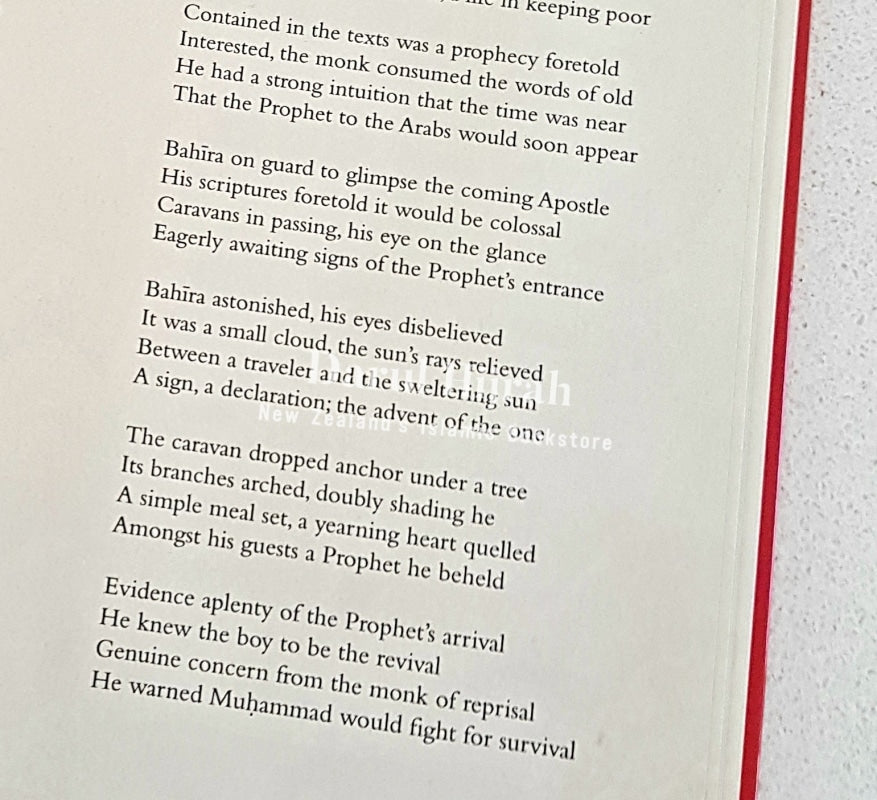 in keeping poor
Contained in the texts was a prophecy foretold
Interested, the monk consumed the words of old
He had a strong intuition that the time was near
That the Prophet to the Arabs would soon appear
Bahīra on guard to glimpse the coming Apostle
His scriptures foretold it would be colossal
Caravans in passing, his eye on the glance
Eagerly awaiting signs of the Prophet's entrance
Bahīra astonished, his eyes disbelieved
It was a small cloud, the sun's rays relieved
Between a traveler and the sweltering sun
A sign, a declaration; the advent of the one
New Zealand's Islamic Bookstore
The caravan dropped anchor under a tree
Its branches arched, doubly shading he
A simple meal set, a yearning heart quelled
Amongst his guests a Prophet he beheld
Evidence aplenty of the Prophet's arrival
He knew the boy to be the revival
Genuine concern from the monk of reprisal
He warned Muḥammad would fight for survival